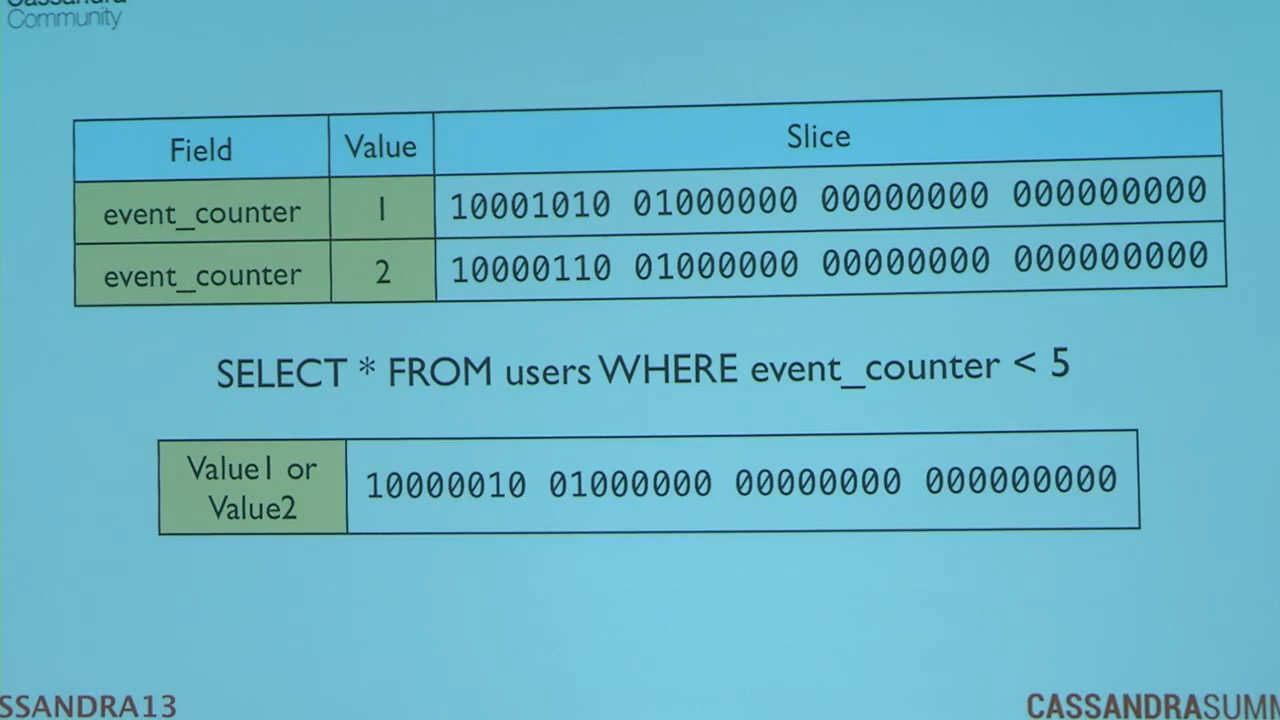 Cassandra
Community
Field Value Slice
event_counter 1 10001010 01000000 00000000 000000000
event_counter 2 10000110 01000000 00000000 000000000
SELECT * FROM users WHERE event_counter < 5
Value1 or
Value2
10000010 01000000 00000000 000000000
SSANDRA13
CASSANDRASUMM